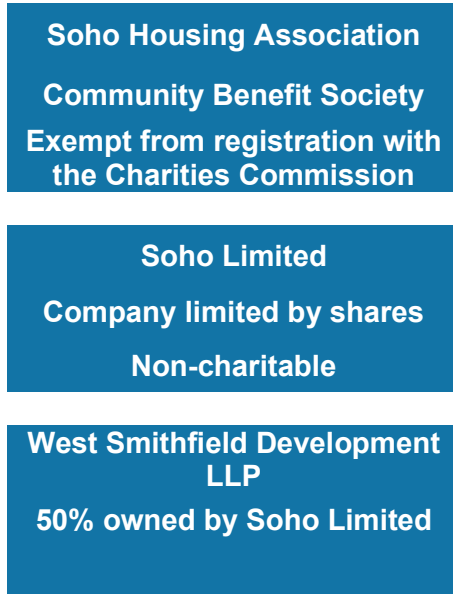 Soho Housing Association
Community Benefit Society
Exempt from registration with
the Charities Commission
Soho Limited
Company limited by shares
Non-charitable
West Smithfield Development
LLP
50% owned by Soho Limited